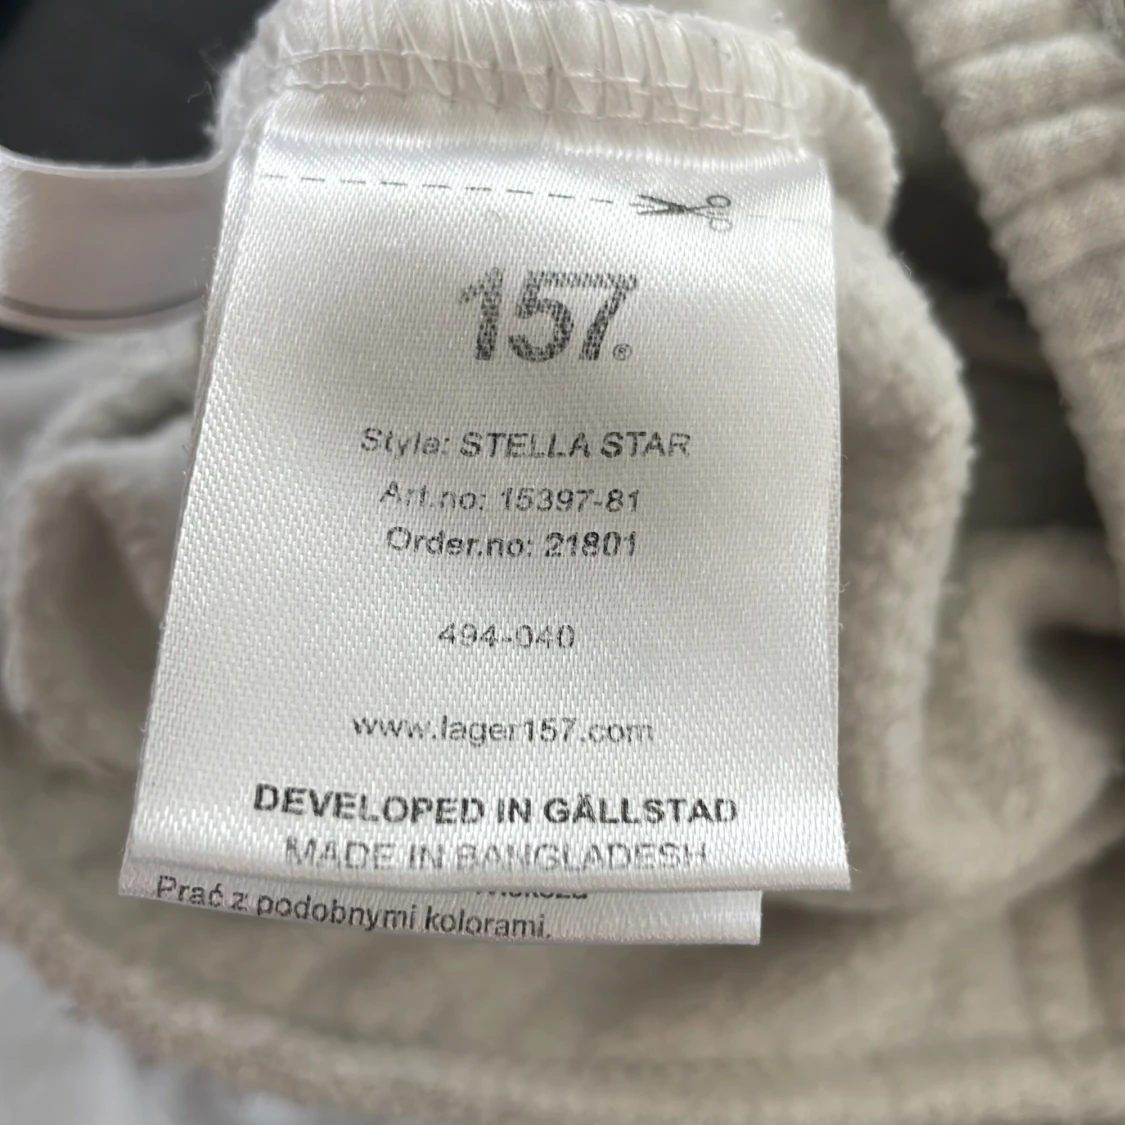 157.®
Style: STELLA STAR
Art.no: 15397-81
Order.no: 21801
494-040
www.lager157.com
DEVELOPED IN GÄLLSTAD
MADE IN BANGLADESH
Prać z podobnymi kolorami.